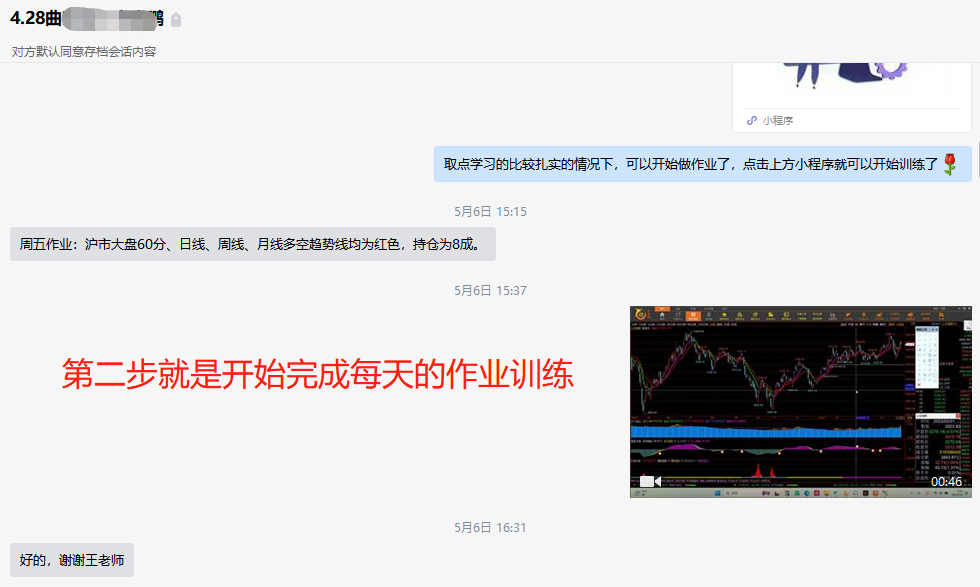 4.28曲
鹏
对方默认同意存档会话内容
小程序
取点学习的比较扎实的情况下，可以开始做作业了，点击上方小程序就可以开始训练了
5月6日 15:15
周五作业：沪市大盘60分、日线、周线、月线多空趋势线均为红色，持仓为8成。
5月6日 15:37
第二步就是开始完成每天的作业训练
00:46
5月6日 16:31
好的，谢谢王老师